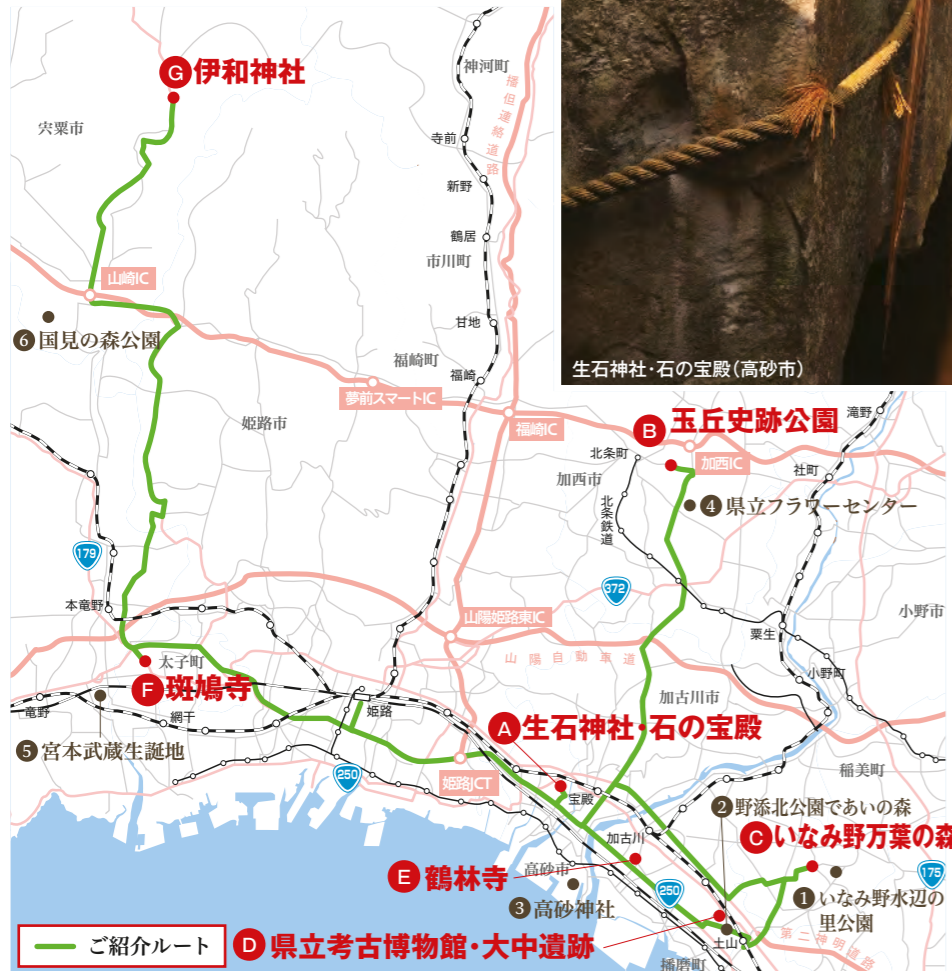 G 伊和神社
宍粟市
神河町
播但連絡道路
寺前
新野
鶴居
市川町
山崎IC
6 国見の森公園
甘地
福崎町
福崎
夢前スマートIC
姫路市
福崎IC
生石神社・石の宝殿（高砂市）
B 玉丘史跡公園
滝野
北条町
加西IC
社町
加西市
北条鉄道
4 県立フラワーセンター
179
372
本竜野
山陽姫路東IC
小野市
粟生
山陽自動車道
小野町
太子町
F 斑鳩寺
加古川市
竜野
網干
姫路
A 生石神社・石の宝殿
5 宮本武蔵生誕地
250
姫路JCT
宝殿
稲美町
2 野添北公園であいの森
加古川
C いなみ野万葉の森
E 鶴林寺
高砂市
250
175
3 高砂神社
1 いなみ野水辺の
里公園
ご紹介ルート
D 県立考古博物館・大中遺跡
土山
第二神明道路
播磨町